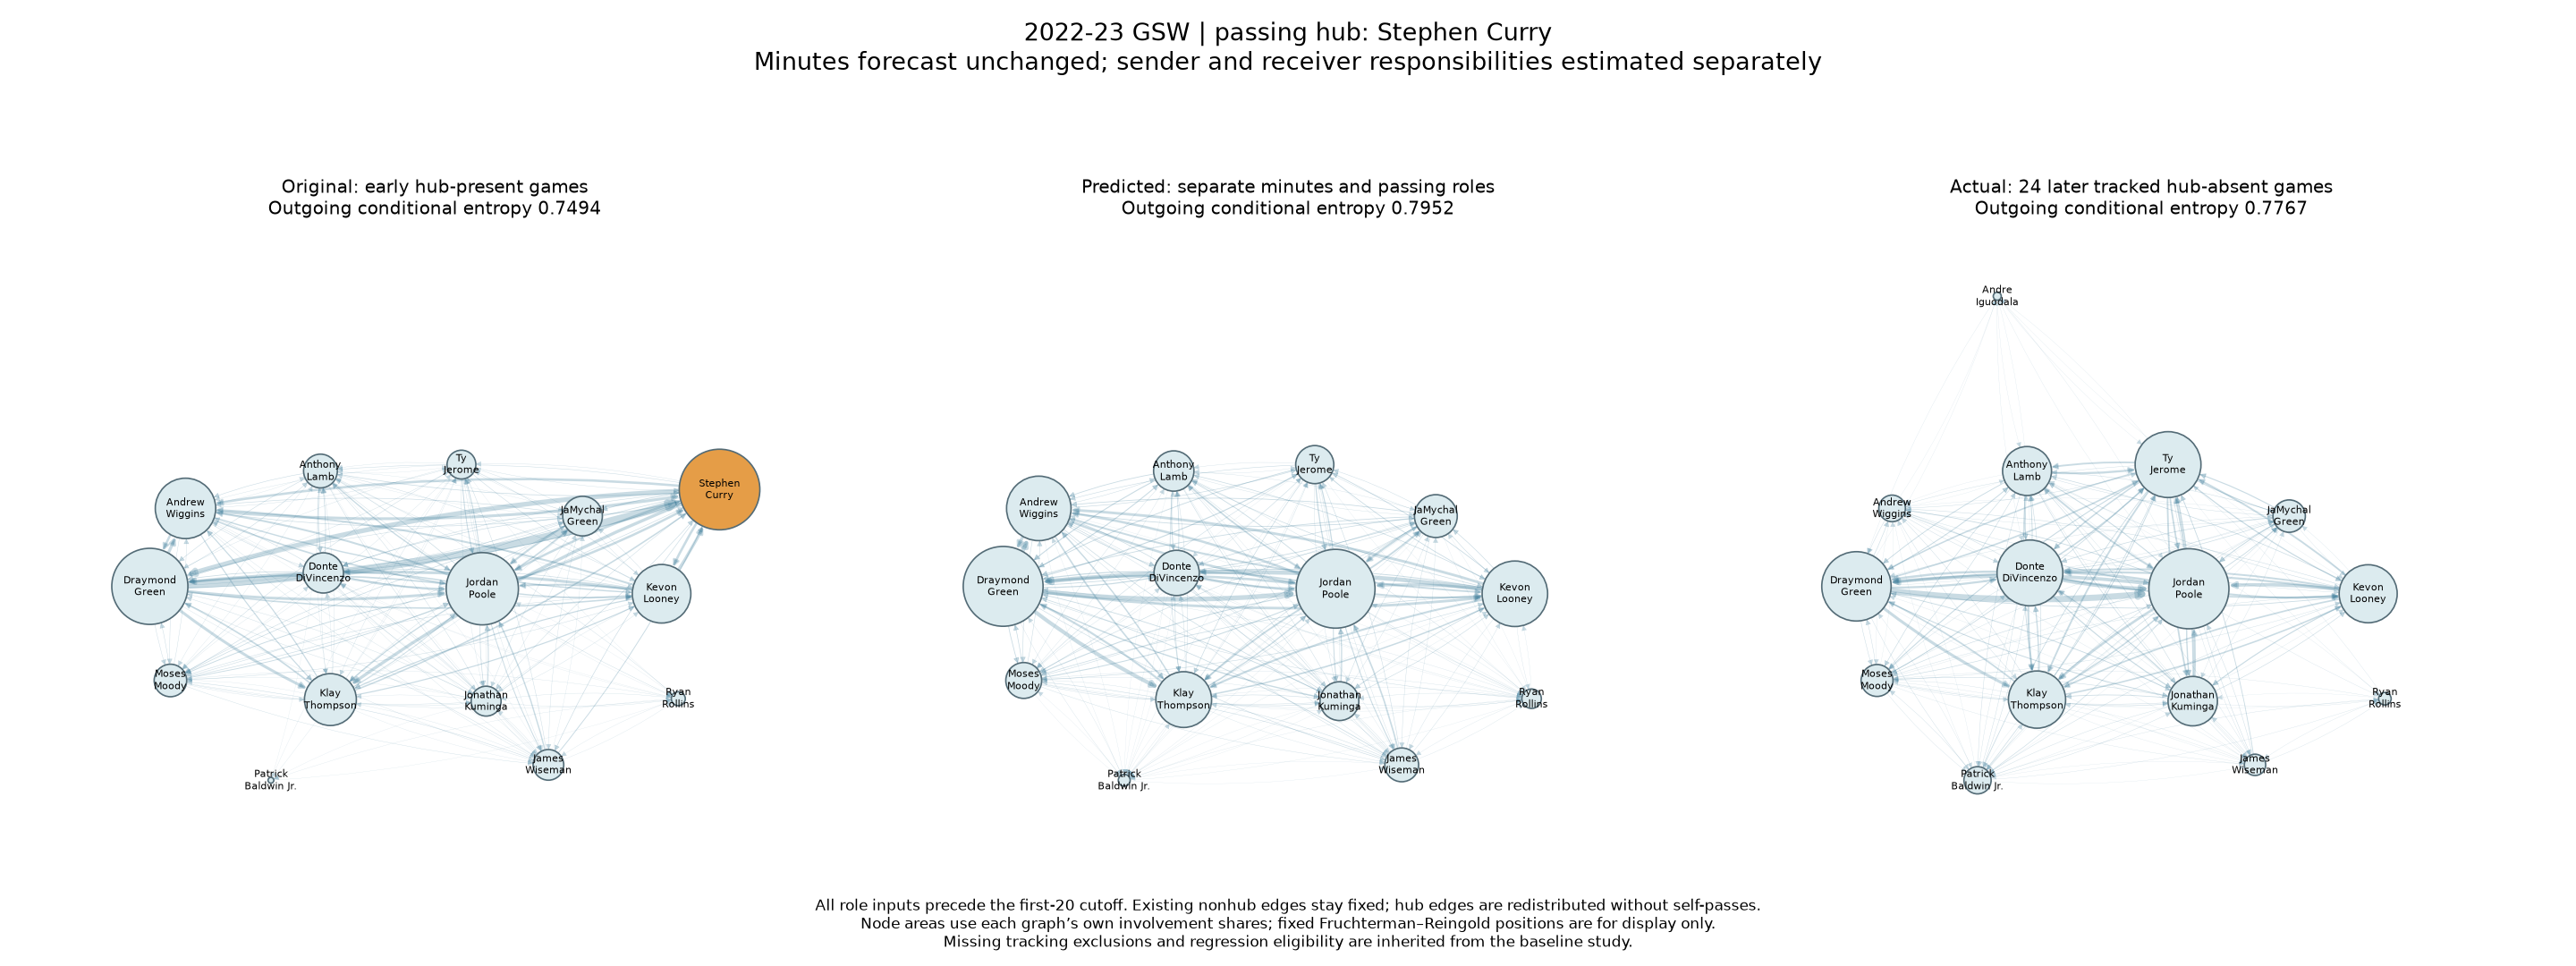 2022-23 GSW | passing hub: Stephen Curry
Minutes forecast unchanged; sender and receiver responsibilities estimated separately
Original: early hub-present games
Outgoing conditional entropy 0.7494
Anthony
Lamb
Ty
Jerome
Stephen
Curry
Andrew
Wiggins
JaMychal
Green
Draymond
Green
Donte
DiVincenzo
Jordan
Poole
Kevon
Looney
Moses
Moody
Klay
Thompson
Jonathan
Kuminga
Ryan
Rollins
James
Wiseman
Patrick
Baldwin Jr.
Predicted: separate minutes and passing roles
Outgoing conditional entropy 0.7952
Anthony
Lamb
Ty
Jerome
Andrew
Wiggins
JaMychal
Green
Draymond
Green
Donte
DiVincenzo
Jordan
Poole
Kevon
Looney
Moses
Moody
Klay
Thompson
Jonathan
Kuminga
Ryan
Rollins
James
Wiseman
Patrick
Baldwin Jr.
Actual: 24 later tracked hub-absent games
Outgoing conditional entropy 0.7767
Andre
Iguodala
Anthony
Lamb
Ty
Jerome
Andrew
Wiggins
JaMychal
Green
Draymond
Green
Donte
DiVincenzo
Jordan
Poole
Kevon
Looney
Moses
Moody
Klay
Thompson
Jonathan
Kuminga
Ryan
Rollins
James
Wiseman
Patrick
Baldwin Jr.
All role inputs precede the first-20 cutoff. Existing nonhub edges stay fixed; hub edges are redistributed without self-passes.
Node areas use each graph’s own involvement shares; fixed Fruchterman–Reingold positions are for display only.
Missing tracking exclusions and regression eligibility are inherited from the baseline study.